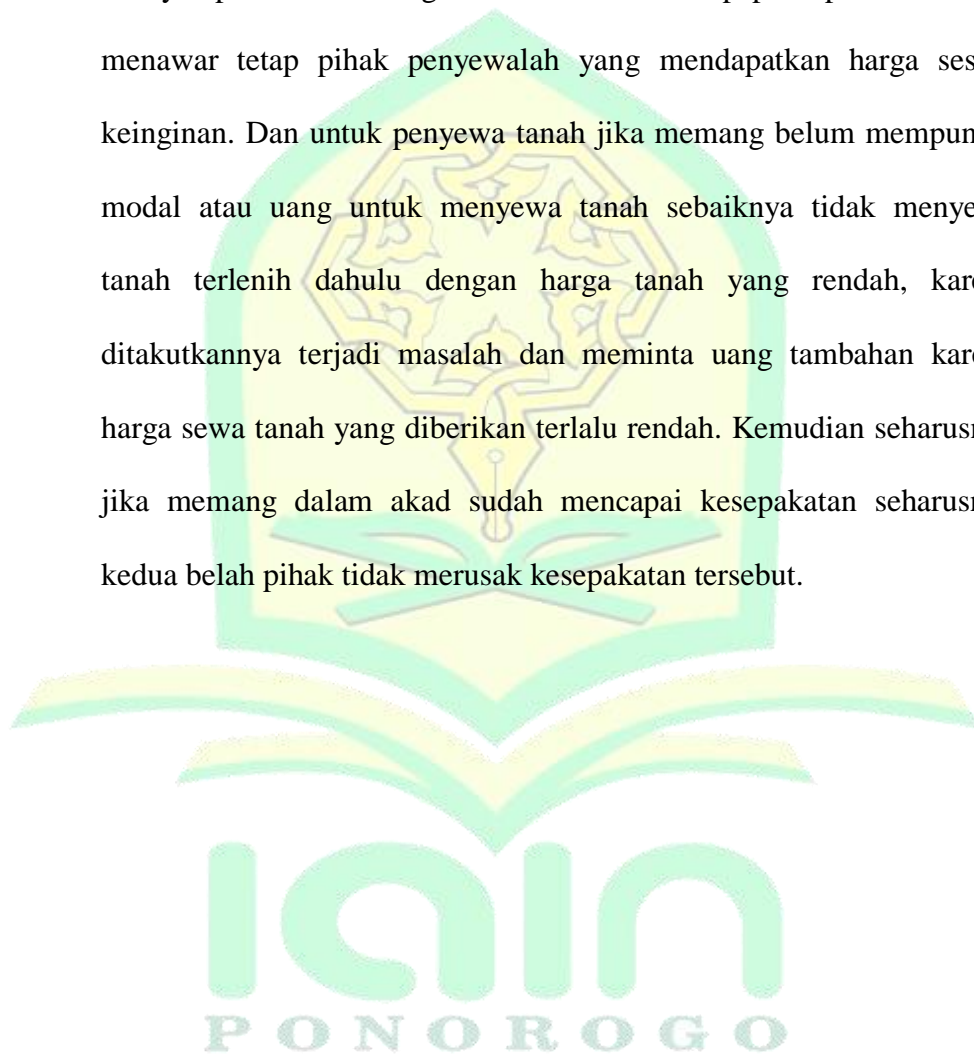 menawar tetap pihak penyewalah yang mendapatkan harga ses
keinginan. Dan untuk penyewa tanah jika memang belum mempun
modal atau uang untuk menyewa tanah sebaiknya tidak menye
tanah terlenih dahulu dengan harga tanah yang rendah, kar
ditakutkannya terjadi masalah dan meminta uang tambahan kar
harga sewa tanah yang diberikan terlalu rendah. Kemudian seharus
jika memang dalam akad sudah mencapai kesepakatan seharus
kedua belah pihak tidak merusak kesepakatan tersebut.
iain
PONOROGO